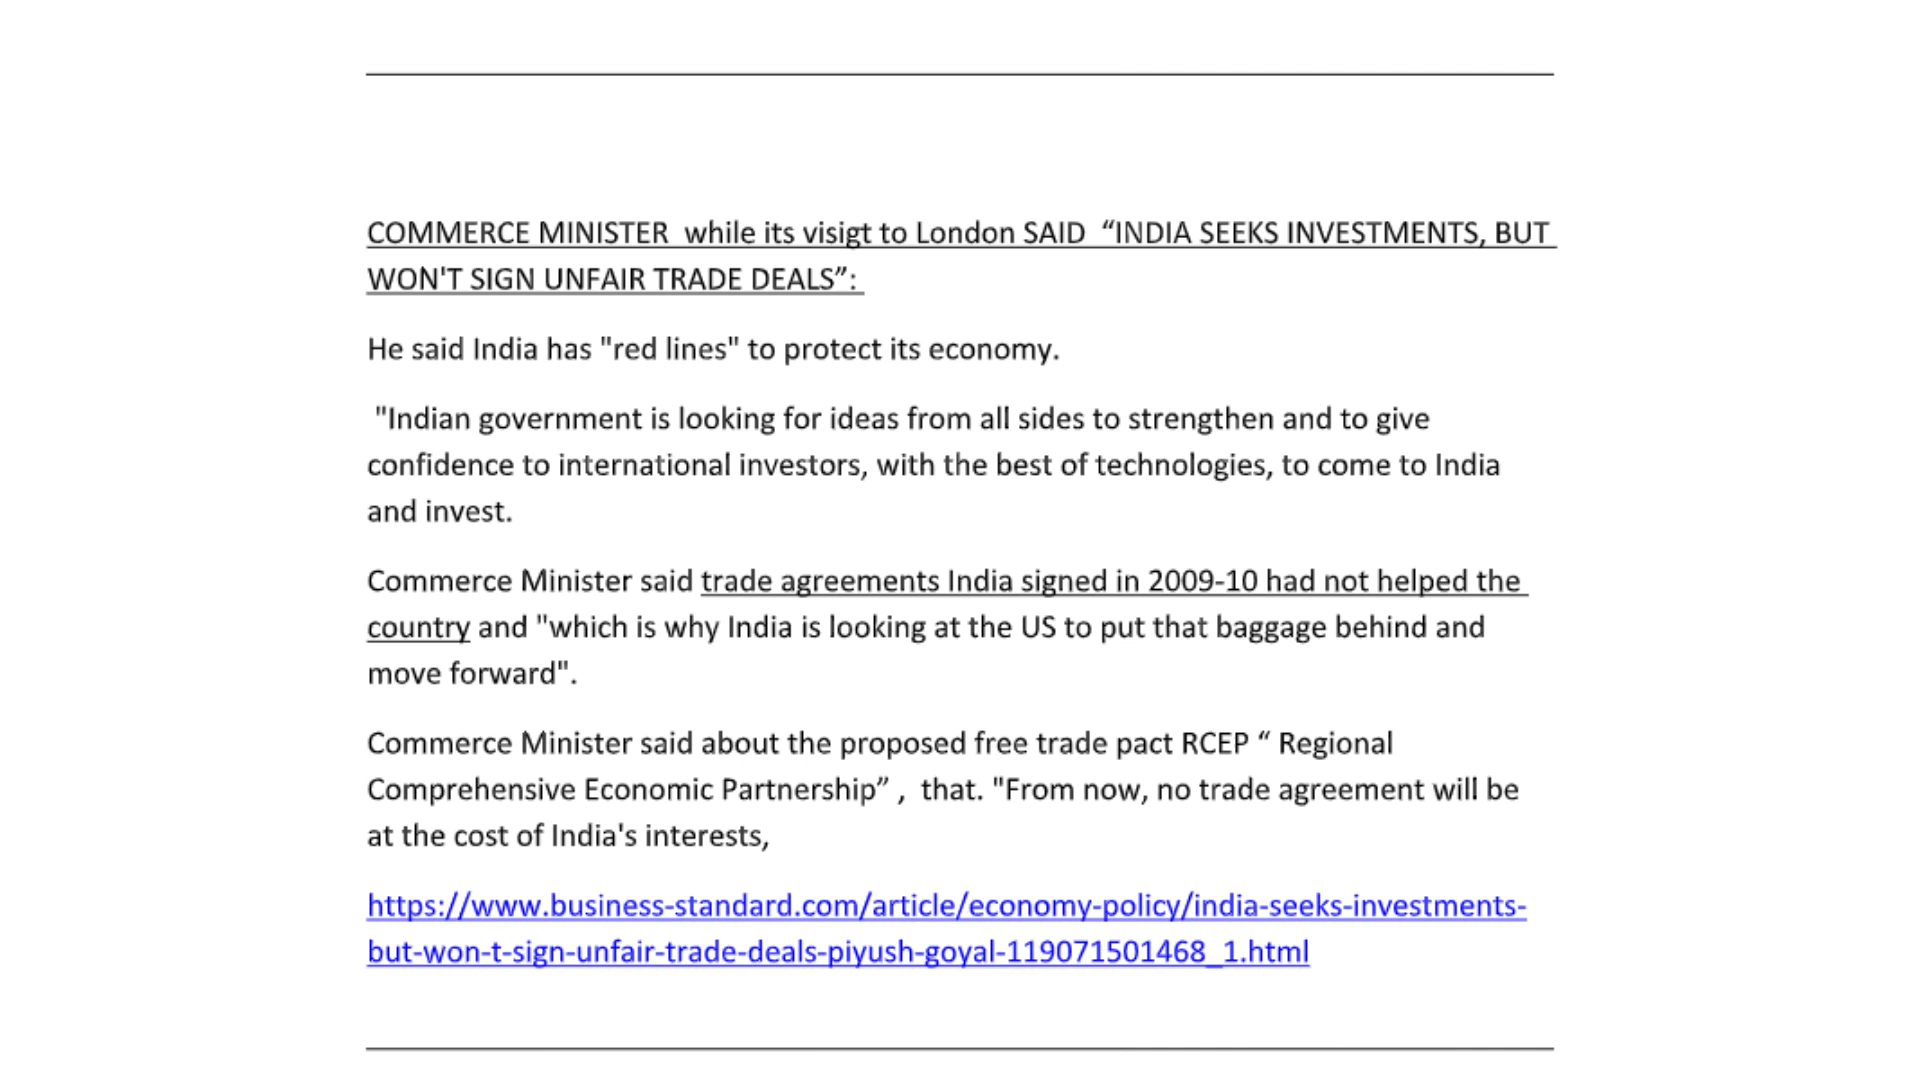 COMMERCE MINISTER  while its visigt to London SAID  “INDIA SEEKS INVESTMENTS, BUT
WON'T SIGN UNFAIR TRADE DEALS”:
He said India has "red lines" to protect its economy.
"Indian government is looking for ideas from all sides to strengthen and to give
confidence to international investors, with the best of technologies, to come to India
and invest.
Commerce Minister said trade agreements India signed in 2009-10 had not helped the
country and "which is why India is looking at the US to put that baggage behind and
move forward".
Commerce Minister said about the proposed free trade pact RCEP “ Regional
Comprehensive Economic Partnership” ,  that. "From now, no trade agreement will be
at the cost of India's interests,
https://www.business-standard.com/article/economy-policy/india-seeks-investments-
but-won-t-sign-unfair-trade-deals-piyush-goyal-119071501468_1.html